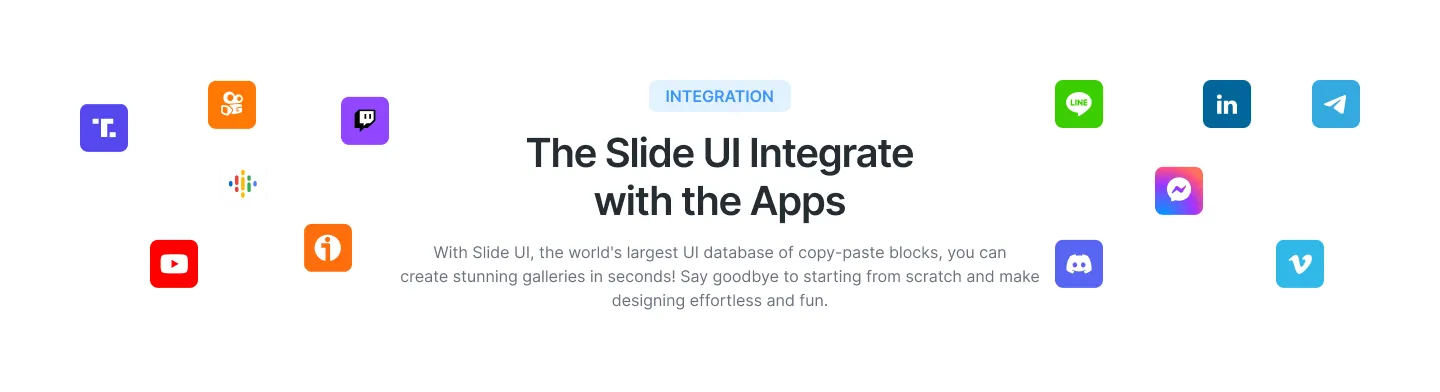 INTEGRATION
The Slide UI Integrate
with the Apps
With Slide UI, the world's largest UI database of copy-paste blocks, you can
create stunning galleries in seconds! Say goodbye to starting from scratch and make
designing effortless and fun.
T.
LINE
in